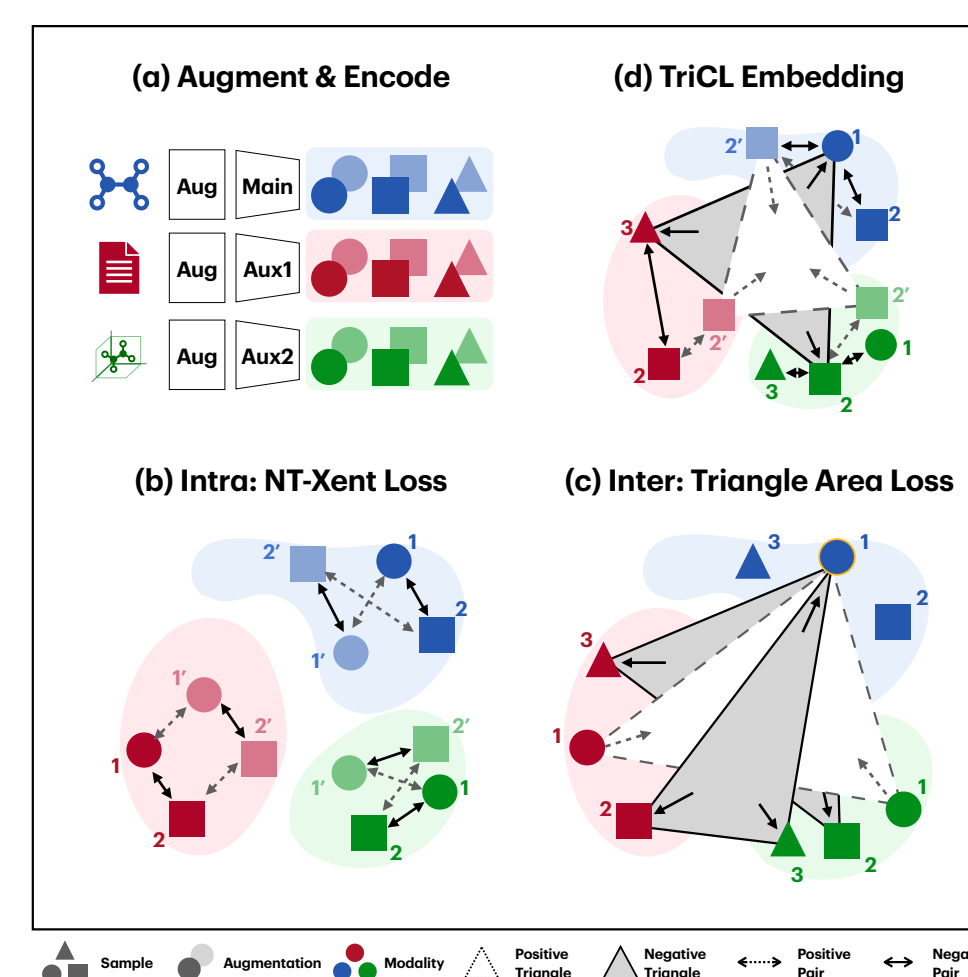 (a) Augment & Encode
Aug
Main
Aug
Aux1
Aug
Aux2
(d) TriCL Embedding
2′
1
2
3
2′
2
2′
1
3
2
(b) Intra: NT-Xent Loss
2′
1
2
1′
1′
2′
1
2
2′
1′
1
2
(c) Inter: Triangle Area Loss
3
1
2
3
1
2
1
2
3
Sample
Augmentation
Modality
Positive
Triangle
Negative
Triangle
Positive
Pair
Pair